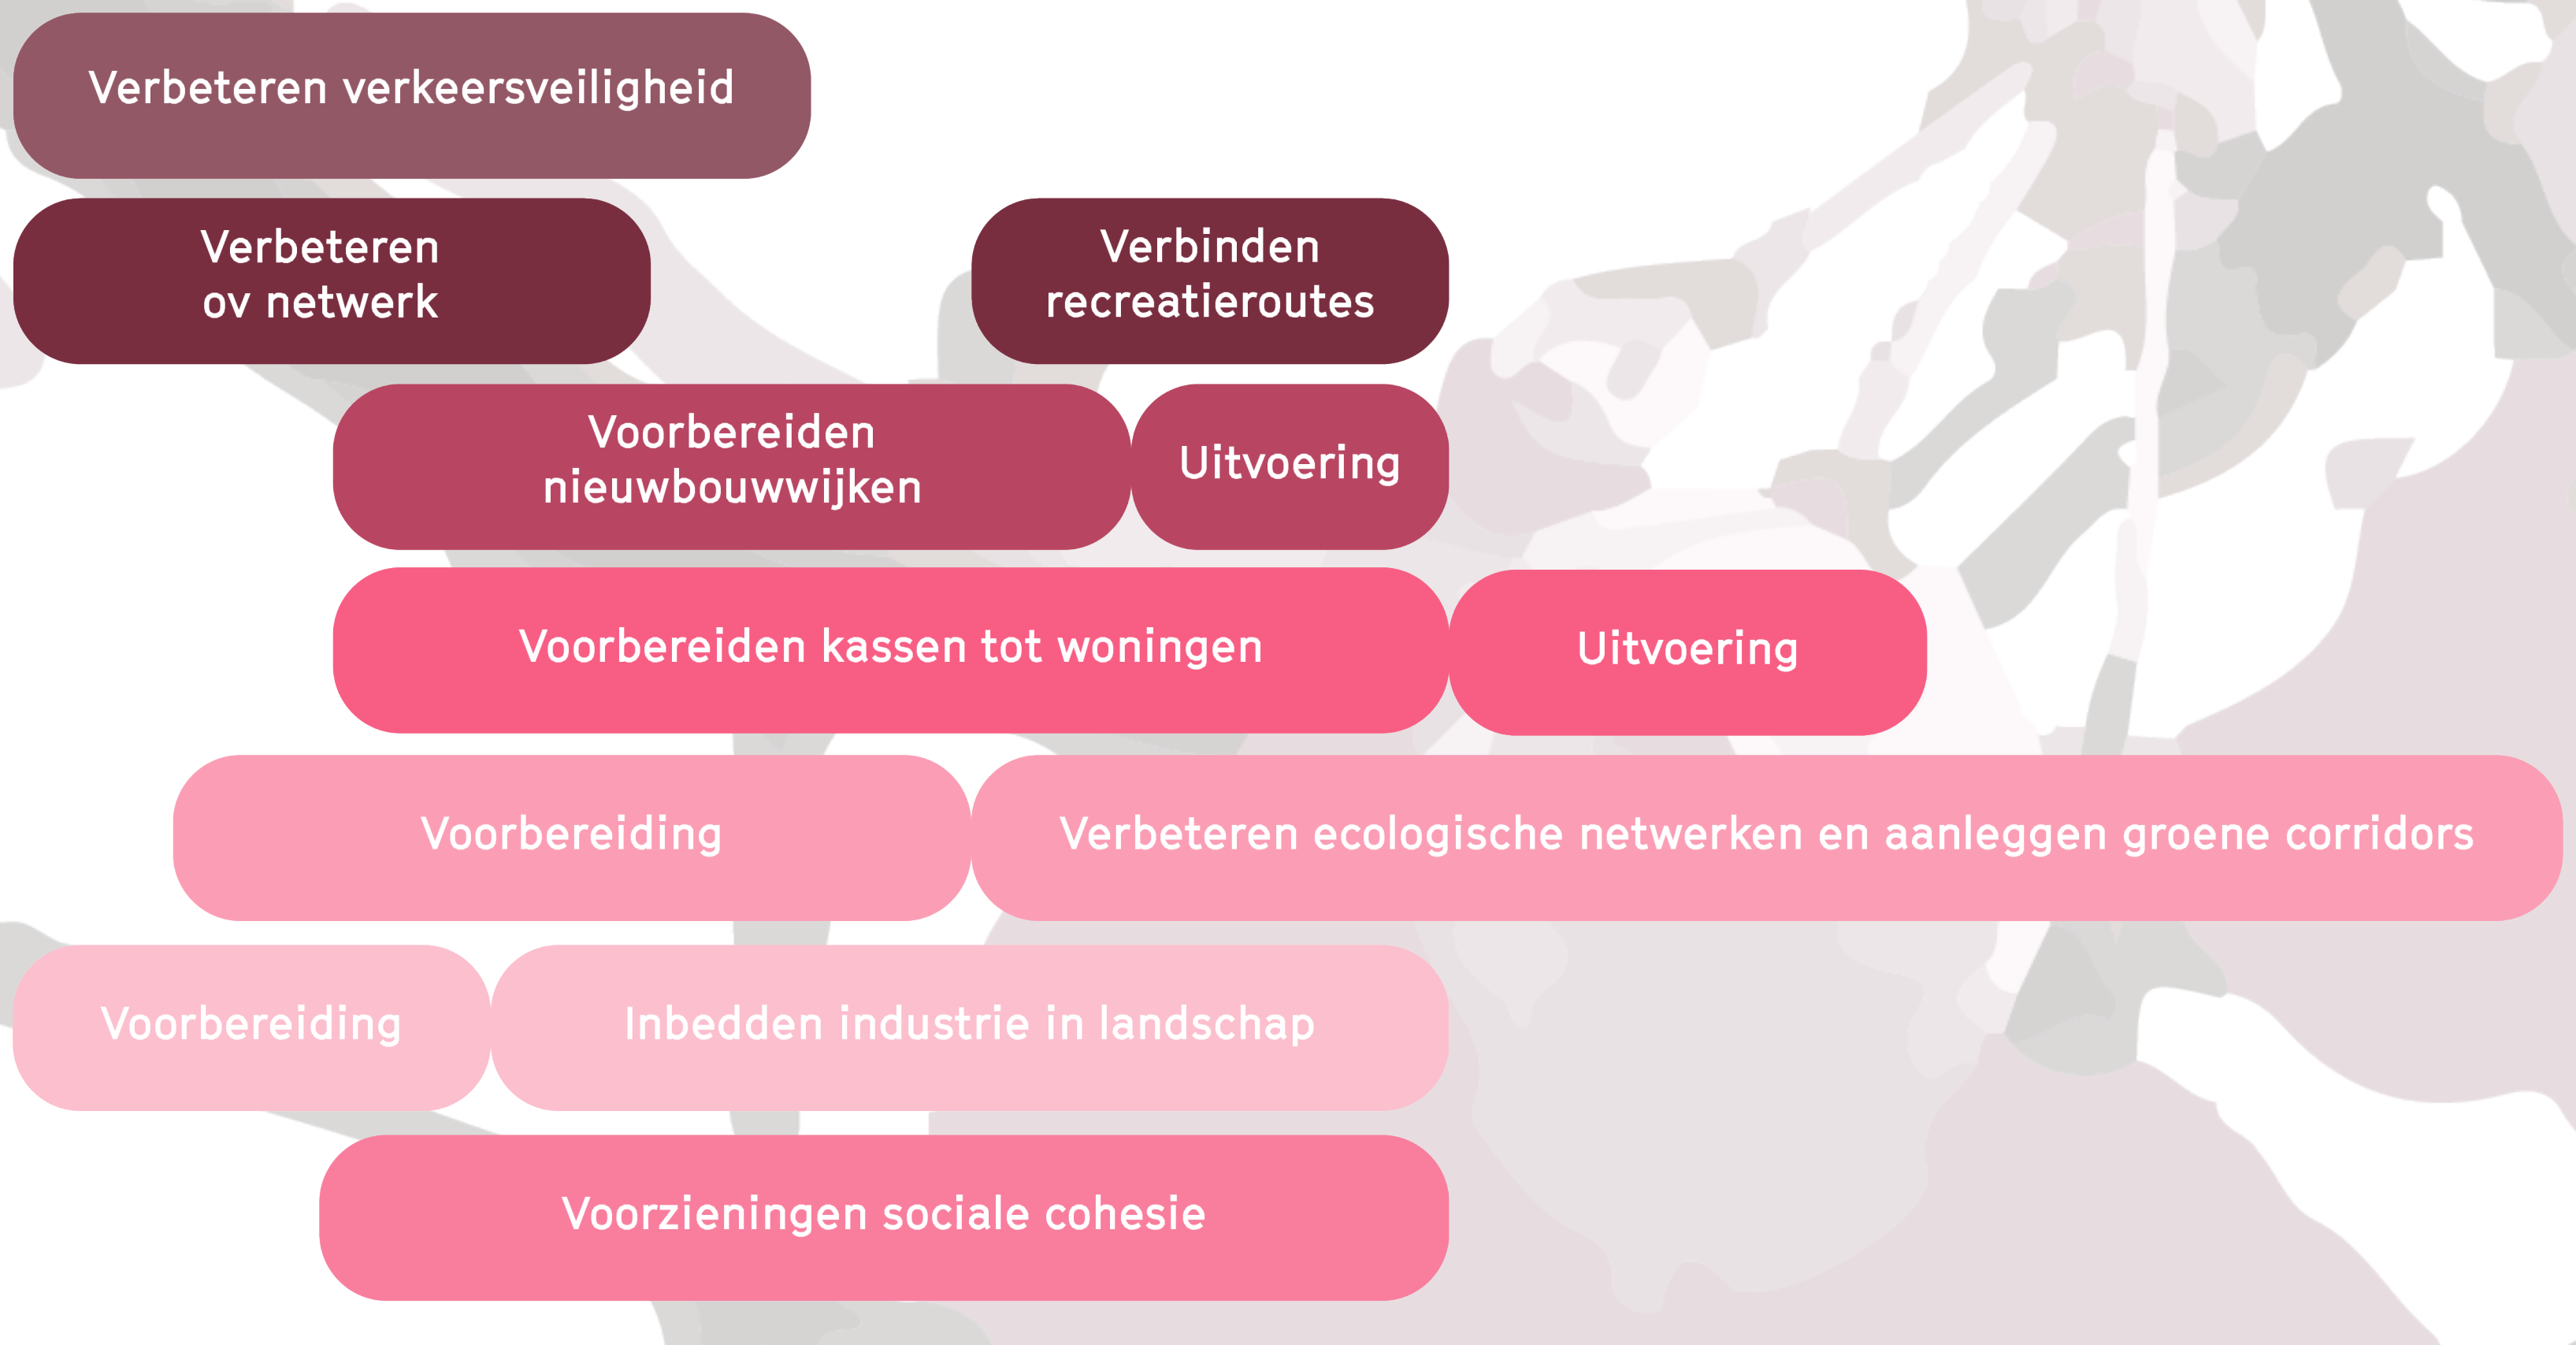 Verbeteren verkeersveiligheid
Verbeteren
ov netwerk
Verbinden
recreatieroutes
Voorbereiden
nieuwbouwwijken
Uitvoering
Voorbereiden kassen tot woningen
Uitvoering
Voorbereiding
Verbeteren ecologische netwerken en aanleggen groene corridors
Voorbereiding
Inbedden industrie in landschap
Voorzieningen sociale cohesie